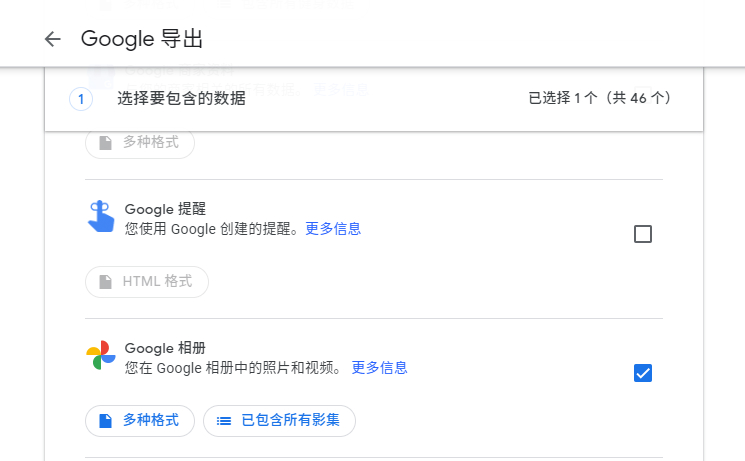 Google 导出
1 选择要包含的数据 已选择 1 个（共 46 个）
多种格式
Google 提醒
您使用 Google 创建的提醒。更多信息
HTML 格式
Google 相册
您在 Google 相册中的照片和视频。 更多信息
多种格式 已包含所有影集